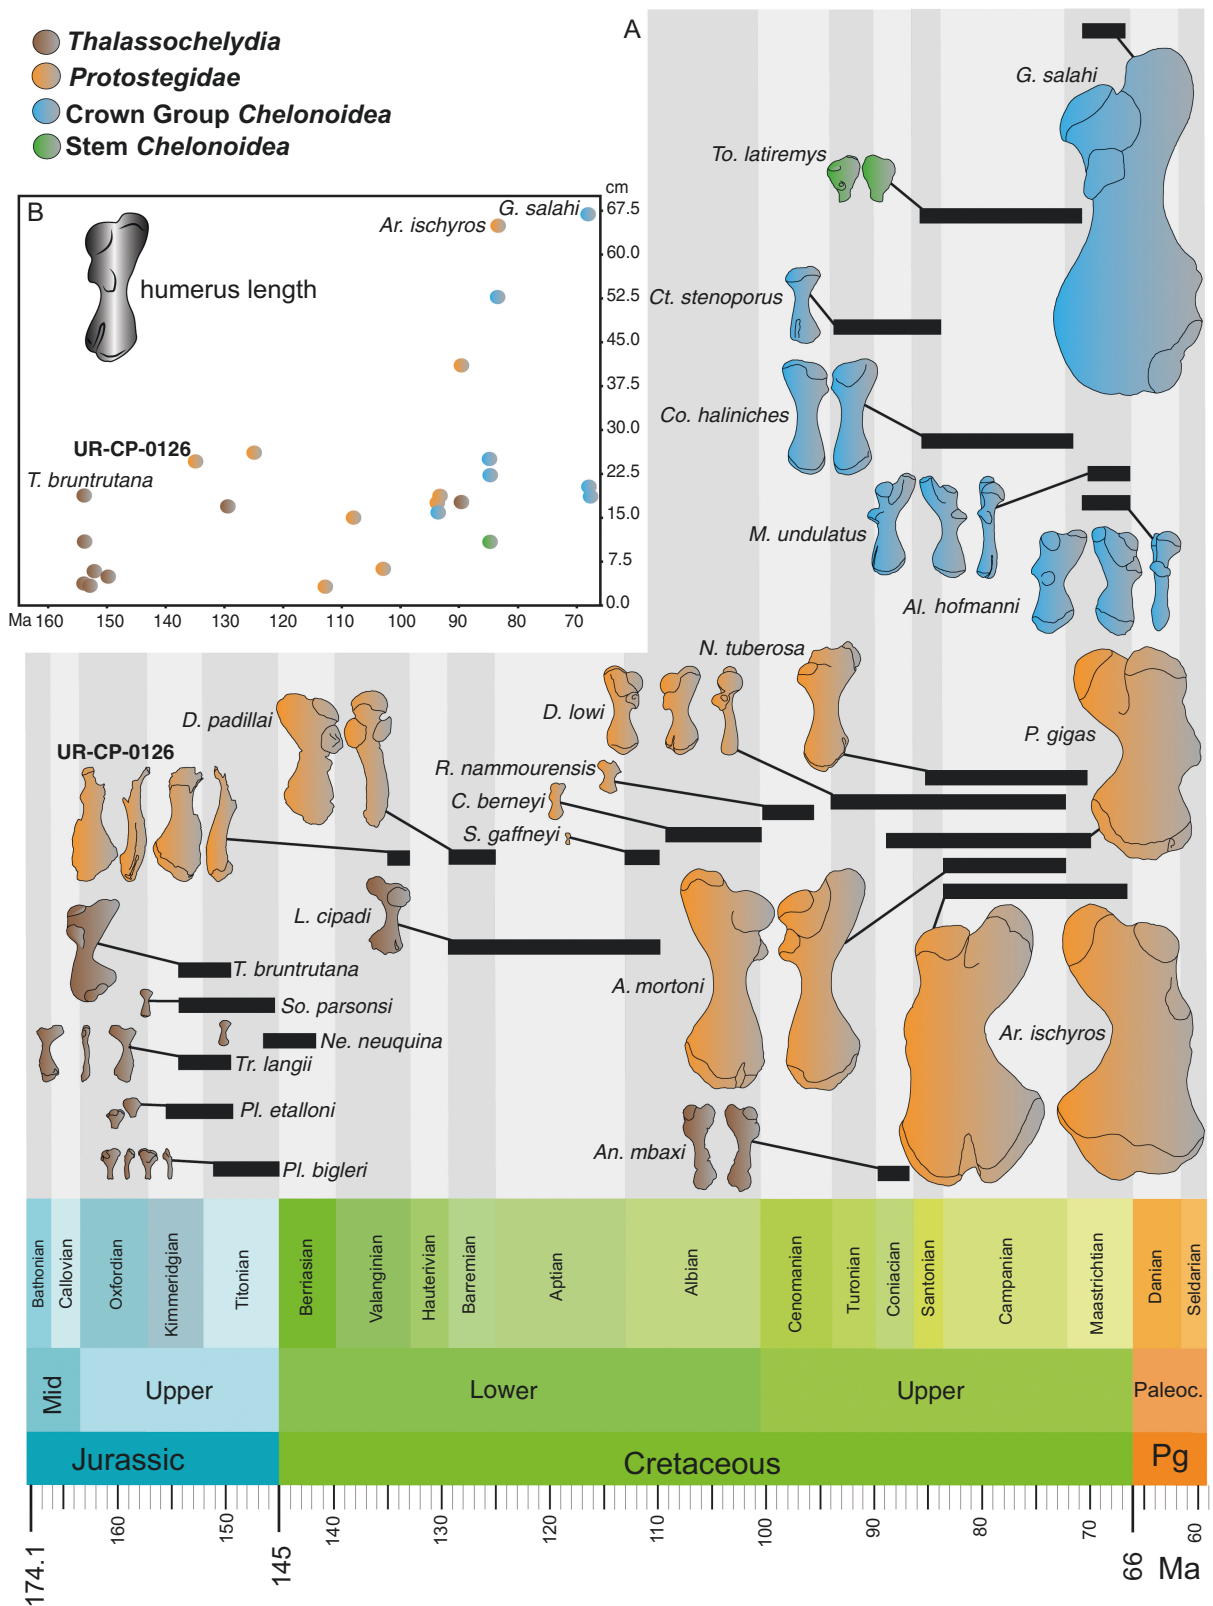 Thalassochelydia
Protostegidae
Crown Group Chelonoidea
Stem Chelonoidea
A
G. salahi
To. latiremys
Ct. stenoporus
Co. haliniches
M. undulatus
Al. hofmanni
B
cm
G. salahi
Ar. ischyros
humerus length
UR-CP-0126
T. bruntrutana
67.5
60.0
52.5
45.0
37.5
30.0
22.5
15.0
7.5
0.0
Ma 160 150 140 130 120 110 100 90 80 70
N. tuberosa
D. padillai
D. lowi
P. gigas
UR-CP-0126
R. nammourensis
C. berneyi
S. gaffneyi
L. cipadi
T. bruntrutana
A. mortoni
So. parsonsi
Ne. neuquina
Ar. ischyros
Tr. langii
Pl. etalloni
An. mbaxi
Pl. bigleri
Bathonian Callovian Oxfordian Kimmeridgian Titonian Berriasian Valanginian Hauterivian Barremian Aptian Albian Cenomanian Turonian Coniacian Santonian Campanian Maastrichtian Danian Seldarian
Mid Upper Lower Upper Paleoc.
Jurassic Cretaceous Pg
174.1 160 150 145 140 130 120 110 100 90 80 70 66 60 Ma